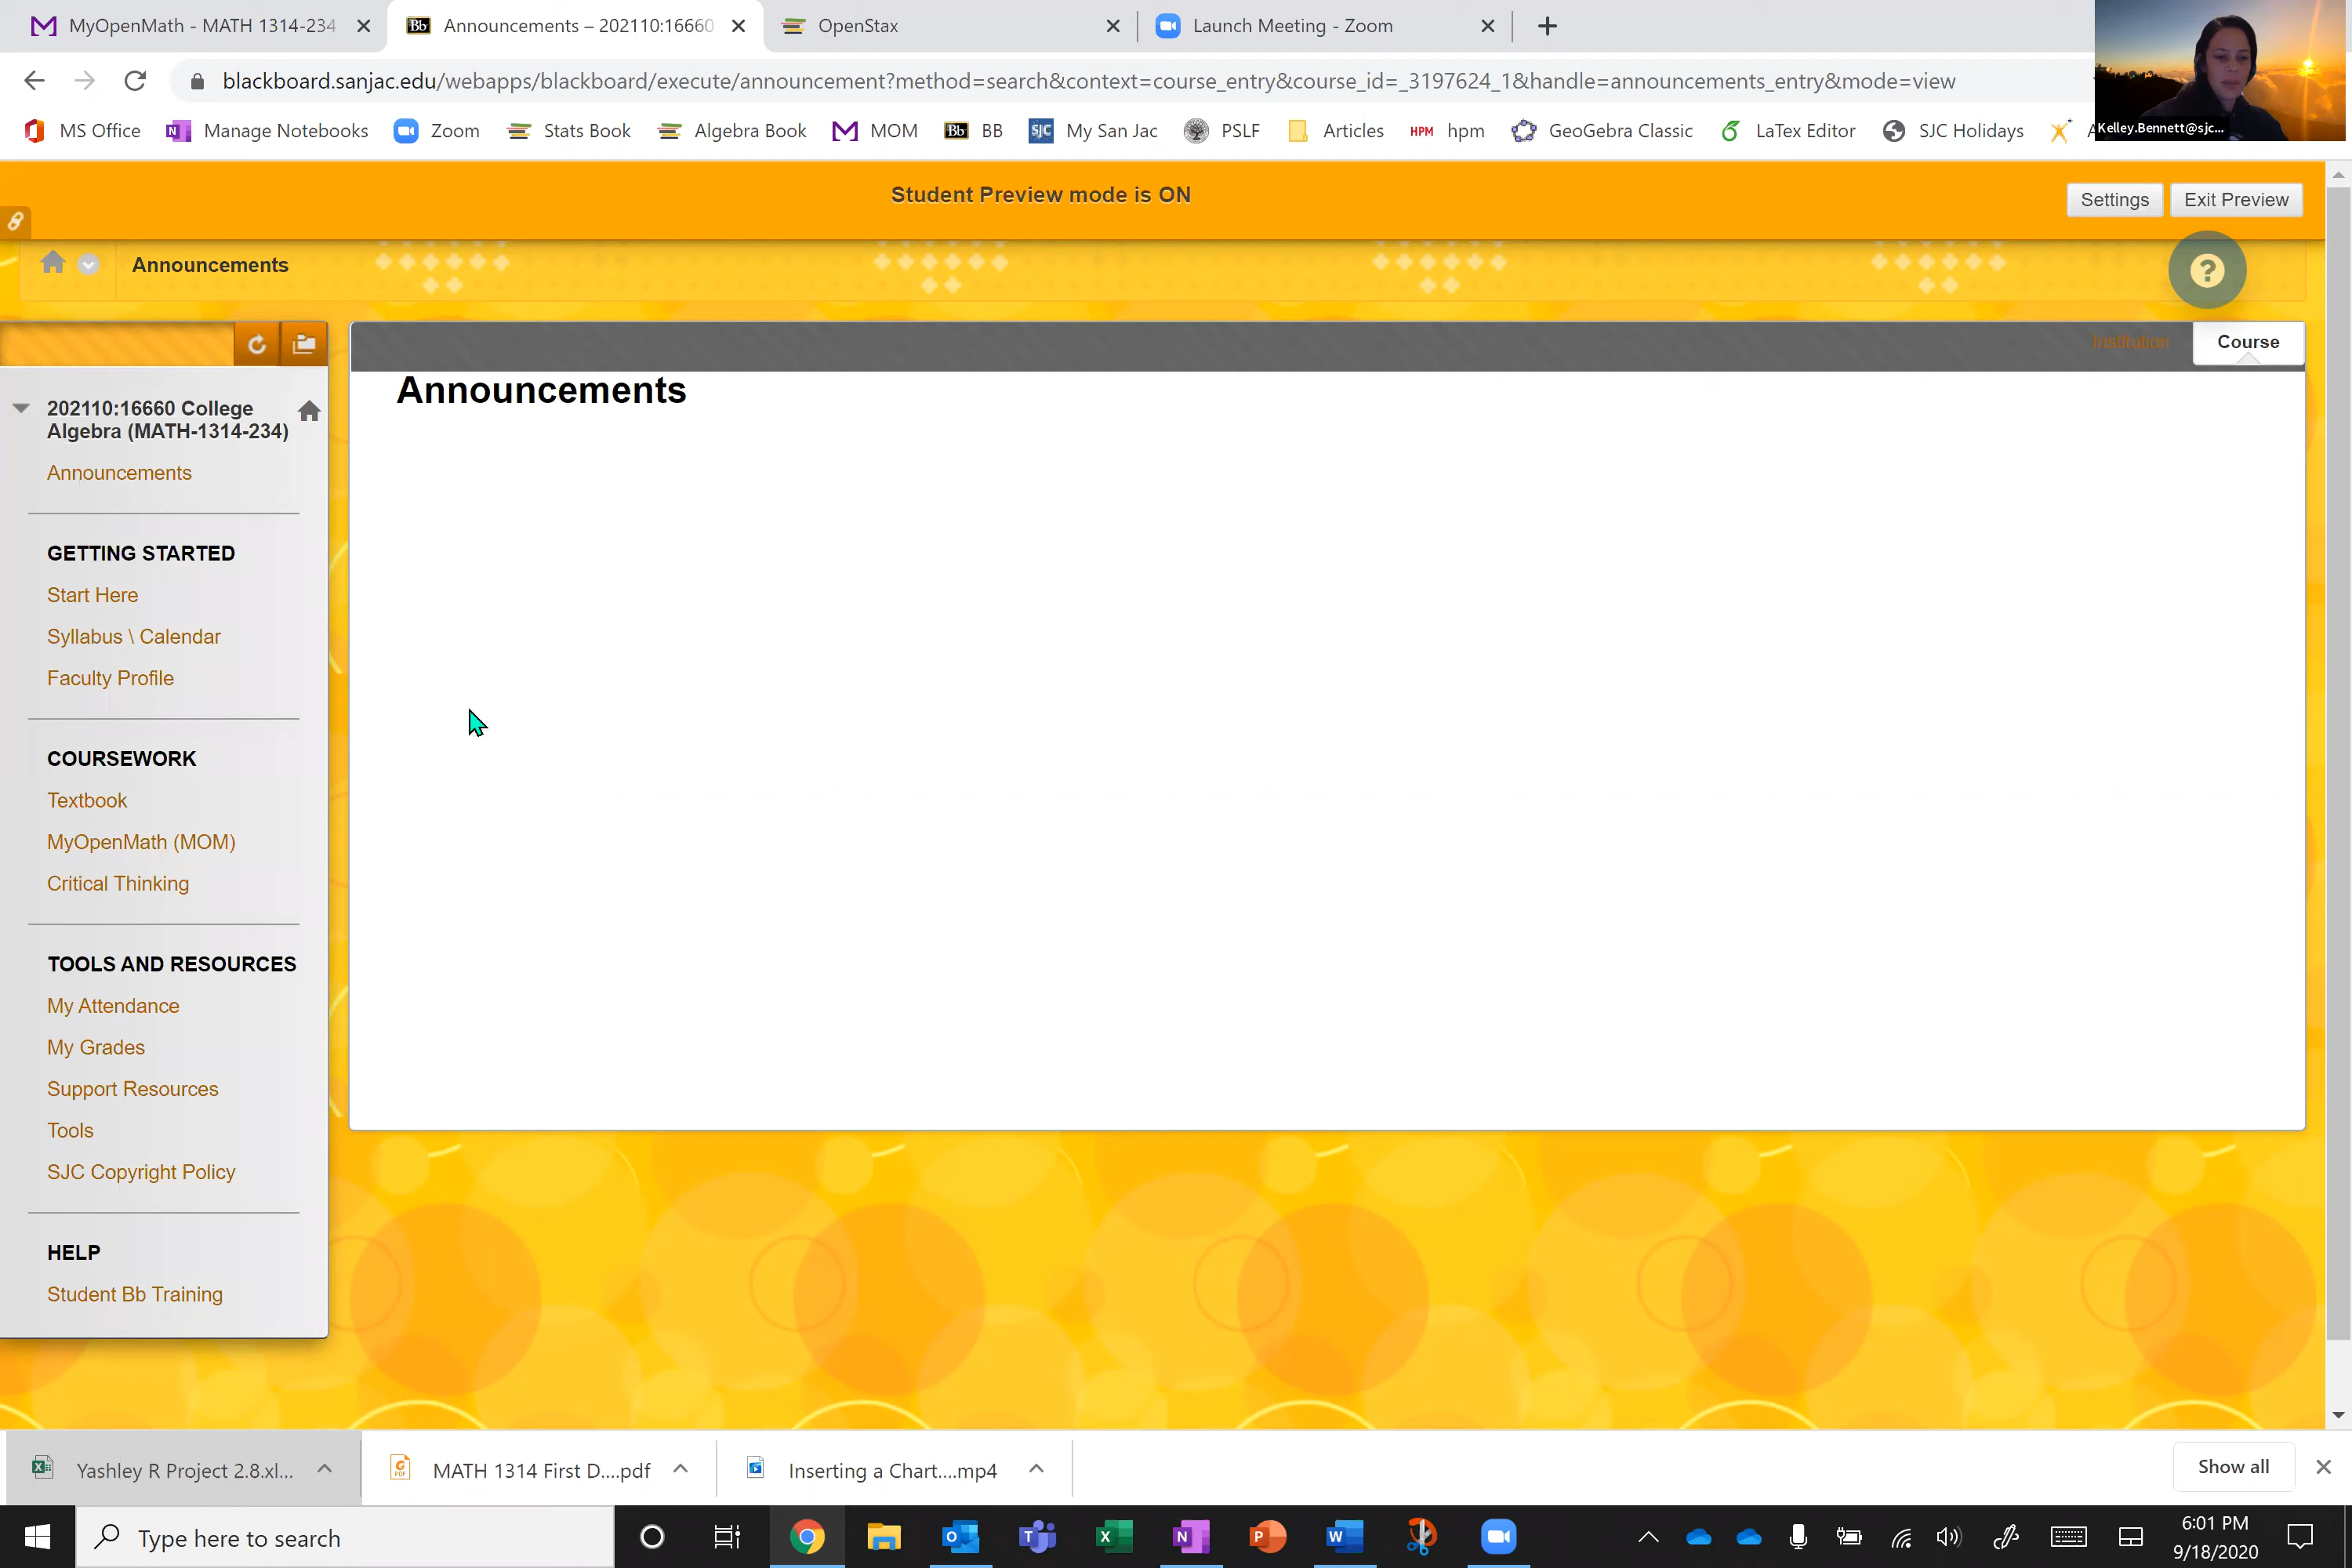 MyOpenMath - MATH 1314-234
Announcements – 202110:16660
OpenStax
Launch Meeting - Zoom
blackboard.sanjac.edu/webapps/blackboard/execute/announcement?method=search&context=course_entry&course_id=_3197624_1&handle=announcements_entry&mode=view
MS Office Manage Notebooks Zoom Stats Book Algebra Book MOM BB My San Jac PSLF Articles hpm GeoGebra Classic LaTex Editor SJC Holidays
Kelley.Bennett@sjc...
Student Preview mode is ON
Settings
Exit Preview
Announcements
Institution
Course
Announcements
202110:16660 College
Algebra (MATH-1314-234)
Announcements
GETTING STARTED
Start Here
Syllabus \ Calendar
Faculty Profile
COURSEWORK
Textbook
MyOpenMath (MOM)
Critical Thinking
TOOLS AND RESOURCES
My Attendance
My Grades
Support Resources
Tools
SJC Copyright Policy
HELP
Student Bb Training
Yashley R Project 2.8.xl...
MATH 1314 First D....pdf
Inserting a Chart....mp4
Show all
Type here to search
6:01 PM
9/18/2020